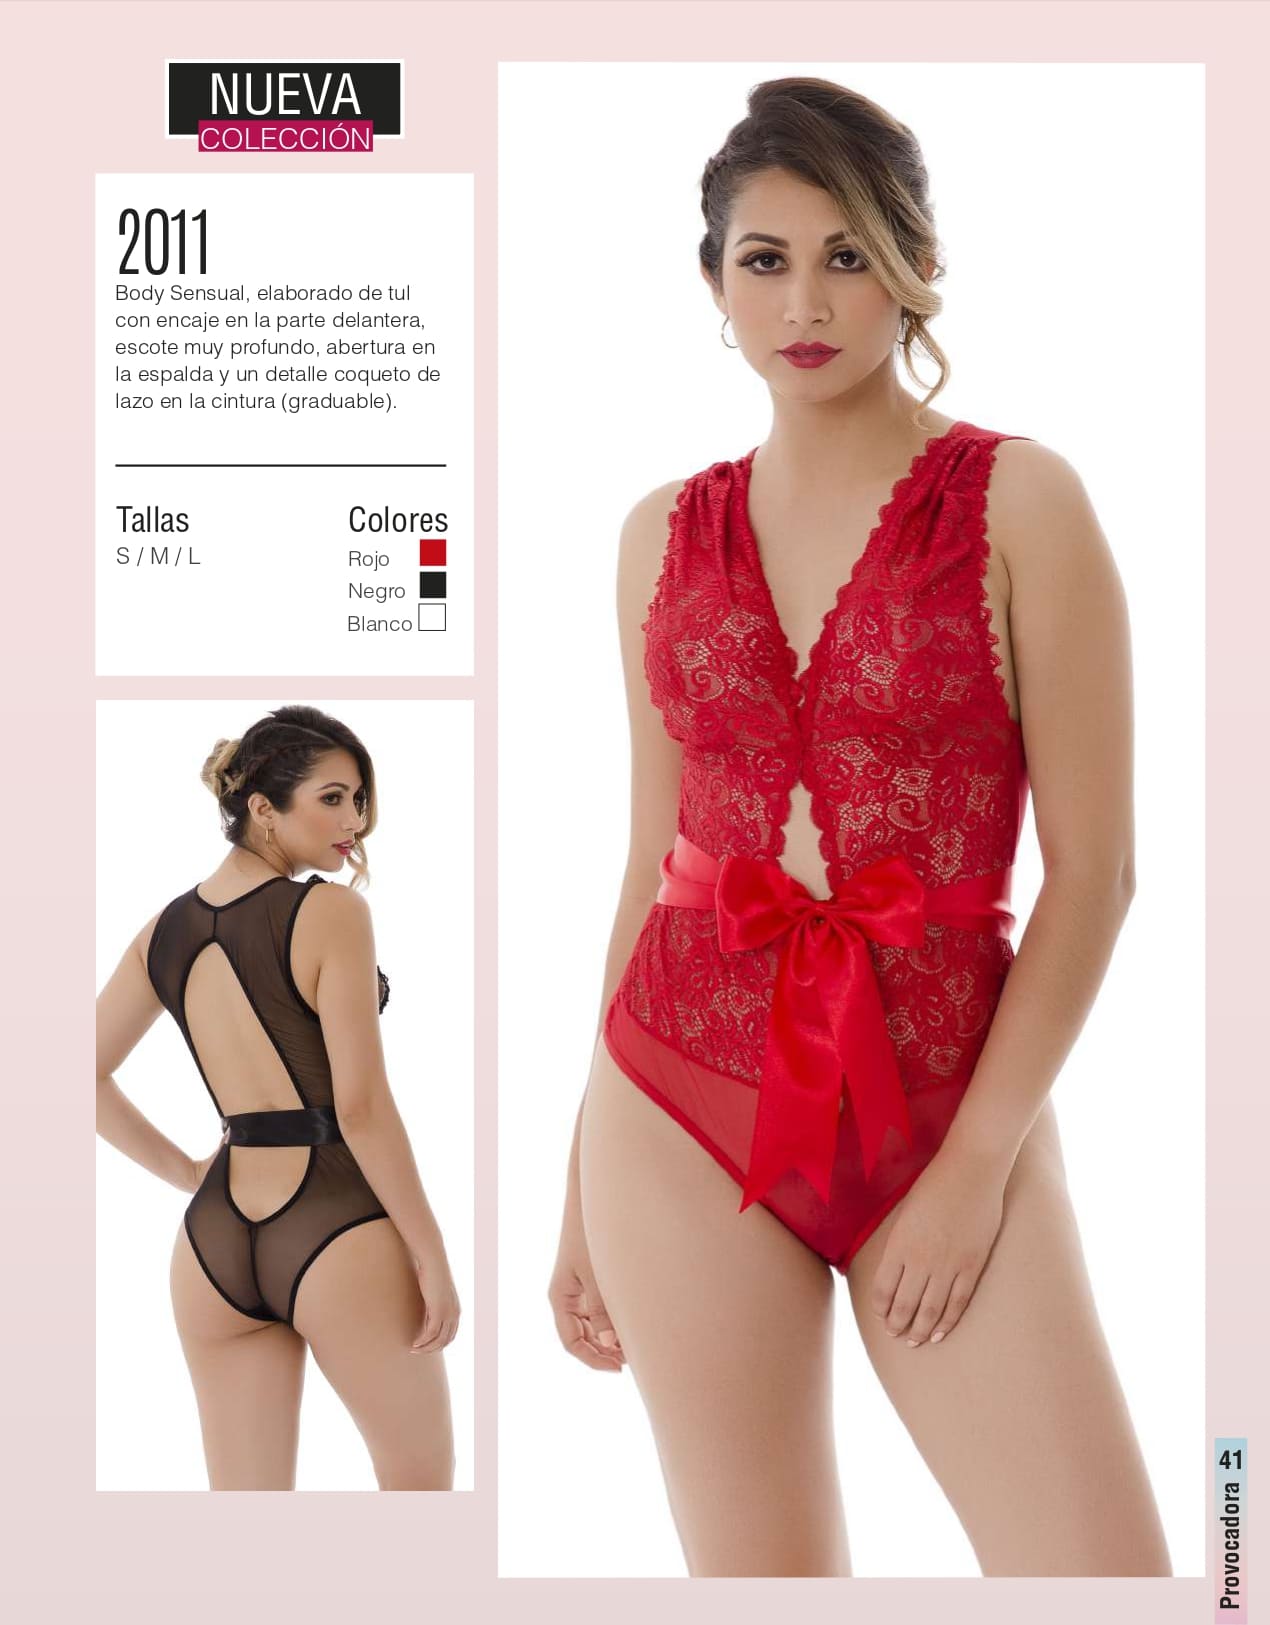 NUEVA
COLECCIÓN
2011
Body Sensual, elaborado de tul
con encaje en la parte delantera,
escote muy profundo, abertura en
la espalda y un detalle coqueto de
lazo en la cintura (graduable).
Tallas
S / M / L
Colores
Rojo
Negro
Blanco
Provocadora 41